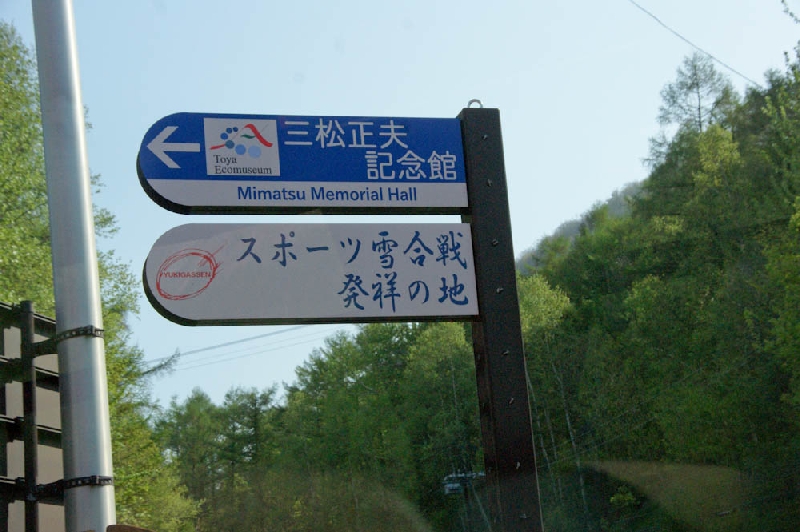 Toya
Ecomuseum
三松正夫
記念館
Mimatsu Memorial Hall
YUKIGASSEN
スポーツ雪合戦
発祥の地